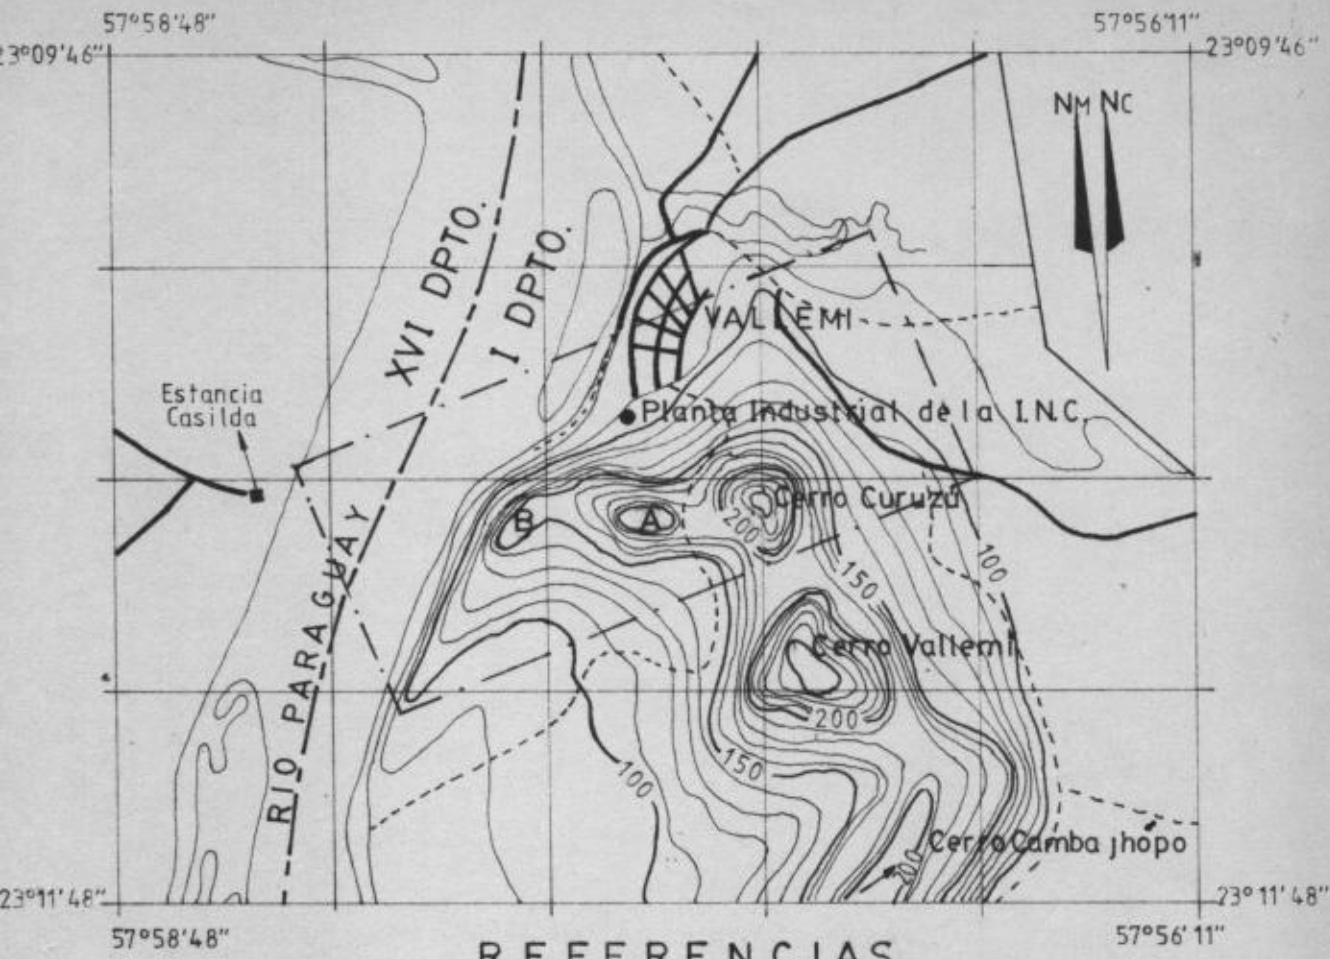 57°58'48"
57°56'11"
23°09'46"
23°09'46"
NM NC
XVI DPTO.
I DPTO.
VALLEMI
Estancia
Casilda
Planta Industrial de la I.N.C.
Cerro Curuzú
B
A
200
150
100
RIO PARAGUAY
Cerro Vallemi
200
150
100
Cerro Camba jhopo
200
23°11'48"
23°11'48"
57°58'48"
57°56'11"
REFERENCIAS